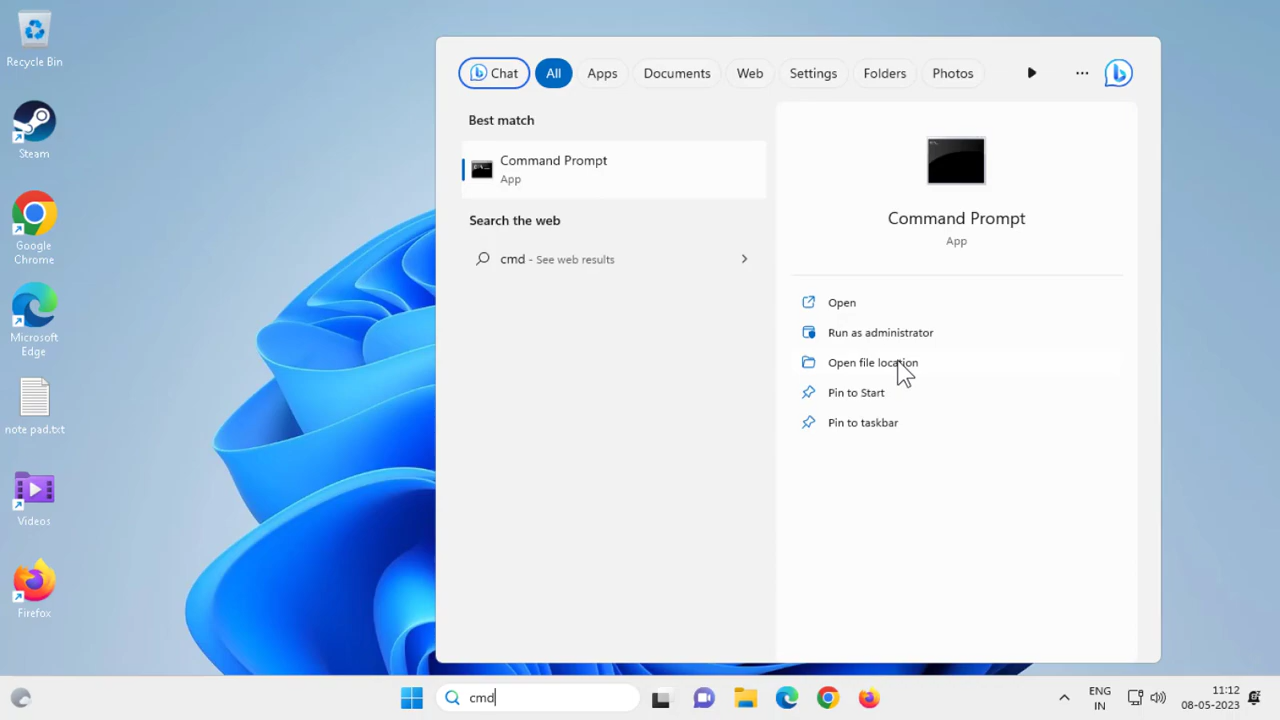 Recycle Bin
Steam
Google
Chrome
Microsoft
Edge
note pad.txt
Videos
Firefox
Chat
All
Apps
Documents
Web
Settings
Folders
Photos
Best match
Command Prompt
App
Search the web
cmd - See web results
Command Prompt
App
Open
Run as administrator
Open file location
Pin to Start
Pin to taskbar
cmd
ENG
IN
11:12
08-05-2023